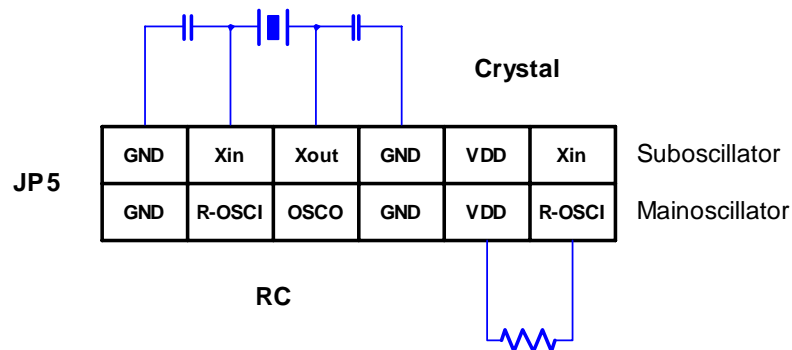 Crystal
GND Xin Xout GND VDD Xin Suboscillator
JP5
GND R-OSCI OSCO GND VDD R-OSCI Mainoscillator
RC